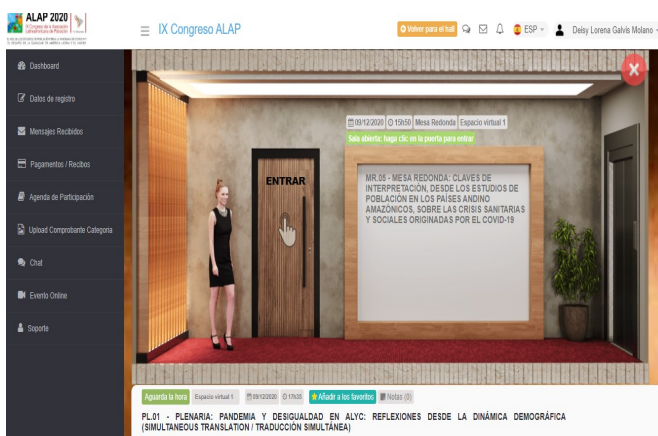 ALAP 2020
IX Congreso ALAP
Volver para el hall
ESP
Deisy Lorena Galvis Molano
Dashboard
Datos de registro
Mensajes Recibidos
Pagamentos / Recibos
Agenda de Participación
Upload Comprobante Categoria
Chat
Evento Online
Soporte
09/12/2020 15h50 Mesa Redonda Espacio virtual 1
Sala abierta: haga clic en la puerta para entrar
ENTRAR
MR.05 - MESA REDONDA: CLAVES DE
INTERPRETACIÓN, DESDE LOS ESTUDIOS DE
POBLACIÓN EN LOS PAÍSES ANDINO
AMAZÓNICOS, SOBRE LAS CRISIS SANITARIAS
Y SOCIALES ORIGINADAS POR EL COVID-19
Aguarda la hora Espacio virtual 1 09/12/2020 17h35 Añadir a los favoritos Notas (0)
PL.01 - PLENARIA: PANDEMIA Y DESIGUALDAD EN ALYC: REFLEXIONES DESDE LA DINÁMICA DEMOGRÁFICA
(SIMULTANEOUS TRANSLATION / TRADUCCIÓN SIMULTÁNEA)